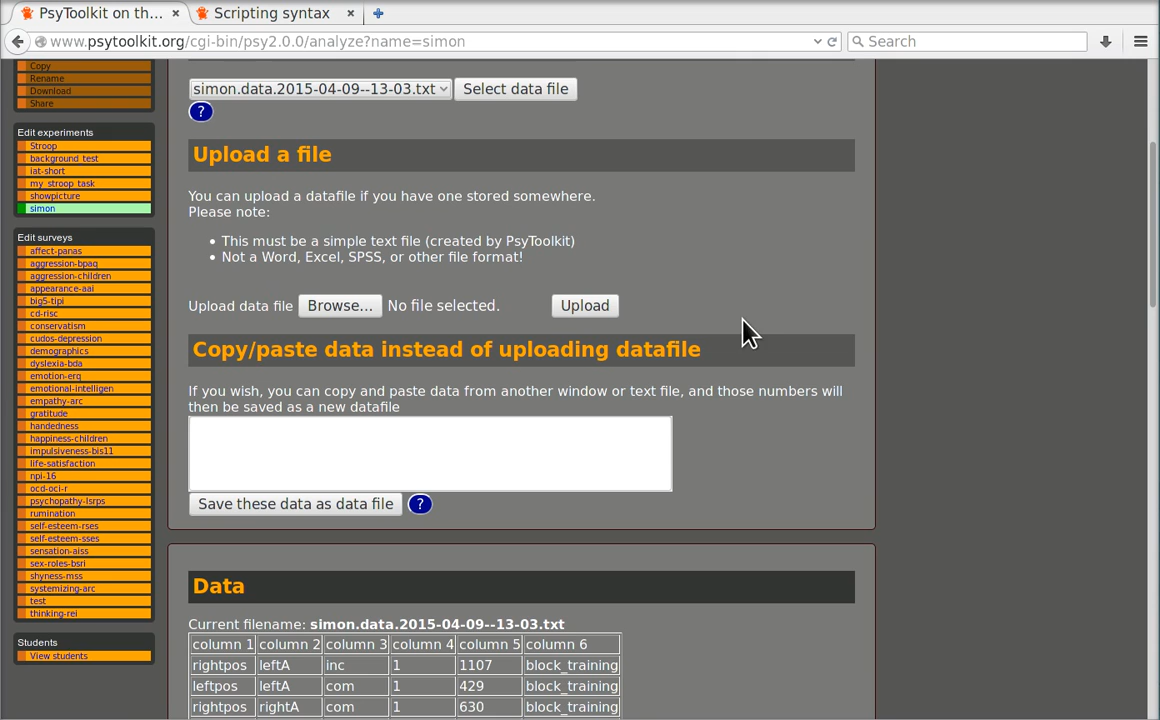 PsyToolkit on th...
Scripting syntax
www.psytoolkit.org/cgi-bin/psy2.0.0/analyze?name=simon
Search
Copy
Rename
Download
Share
Edit experiments
Stroop
background_test
iat-short
my_stroop_task
showpicture
simon
Edit surveys
affect-panas
aggression-bpaq
aggression-children
appearance-aai
big5-tipi
cd-risc
conservatism
cudos-depression
demographics
dyslexia-bda
emotion-erq
emotional-intelligen
empathy-arc
gratitude
handedness
happiness-children
impulsiveness-bis11
life-satisfaction
npi-16
ocd-oci-r
psychopathy-lsrps
rumination
self-esteem-rses
self-esteem-sses
sensation-aiss
sex-roles-bsri
shyness-mss
systemizing-arc
test
thinking-rei
Students
View students
simon.data.2015-04-09--13-03.txt
Select data file
?
Upload a file
You can upload a datafile if you have one stored somewhere.
Please note:
• This must be a simple text file (created by PsyToolkit)
• Not a Word, Excel, SPSS, or other file format!
Upload data file Browse... No file selected. Upload
Copy/paste data instead of uploading datafile
If you wish, you can copy and paste data from another window or text file, and those numbers will
then be saved as a new datafile
Save these data as data file ?
Data
Current filename: simon.data.2015-04-09--13-03.txt
column 1 column 2 column 3 column 4 column 5 column 6
rightpos leftA inc 1 1107 block_training
leftpos leftA com 1 429 block_training
rightpos rightA com 1 630 block_training